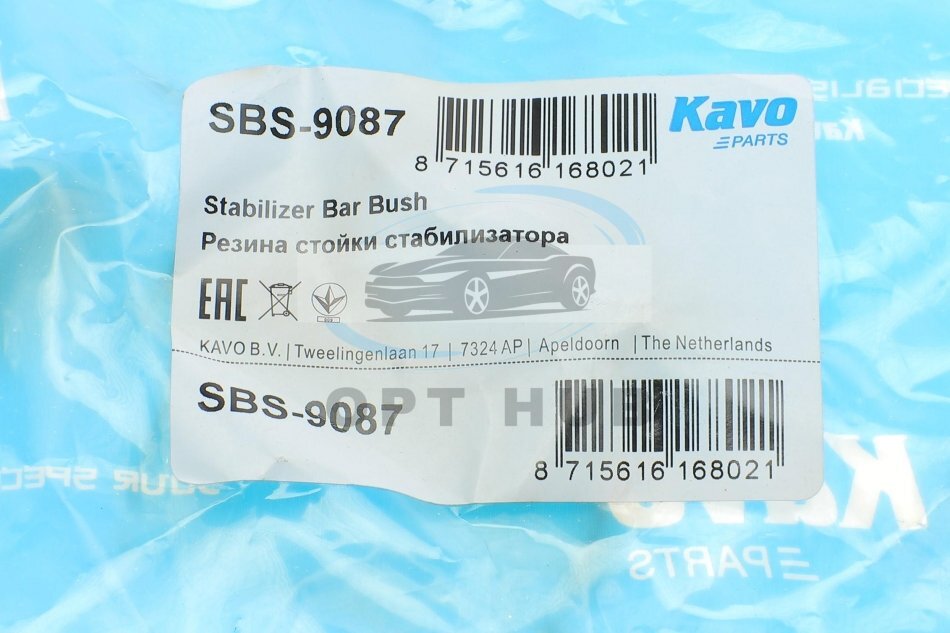 SBS-9087
8 715616 168021
Kavo
PARTS
Stabilizer Bar Bush
Резина стойки стабилизатора
EAC
KAVO B.V. | Tweelingenlaan 17 | 7324 AP | Apeldoorn | The Netherlands
OPT HUB
SBS-9087
8 715616 168021
Kavo
PARTS